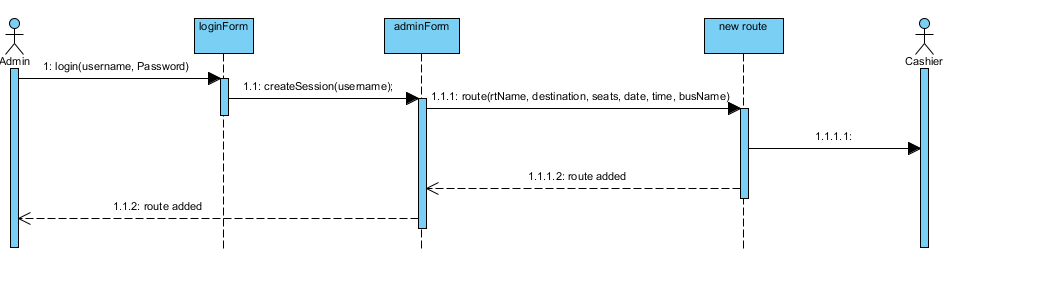 loginForm
adminForm
new route
Admin
Cashier
1: login(username, Password)
1.1: createSession(username);
1.1.1: route(rtName, destination, seats, date, time, busName)
1.1.1.1:
1.1.1.2: route added
1.1.2: route added